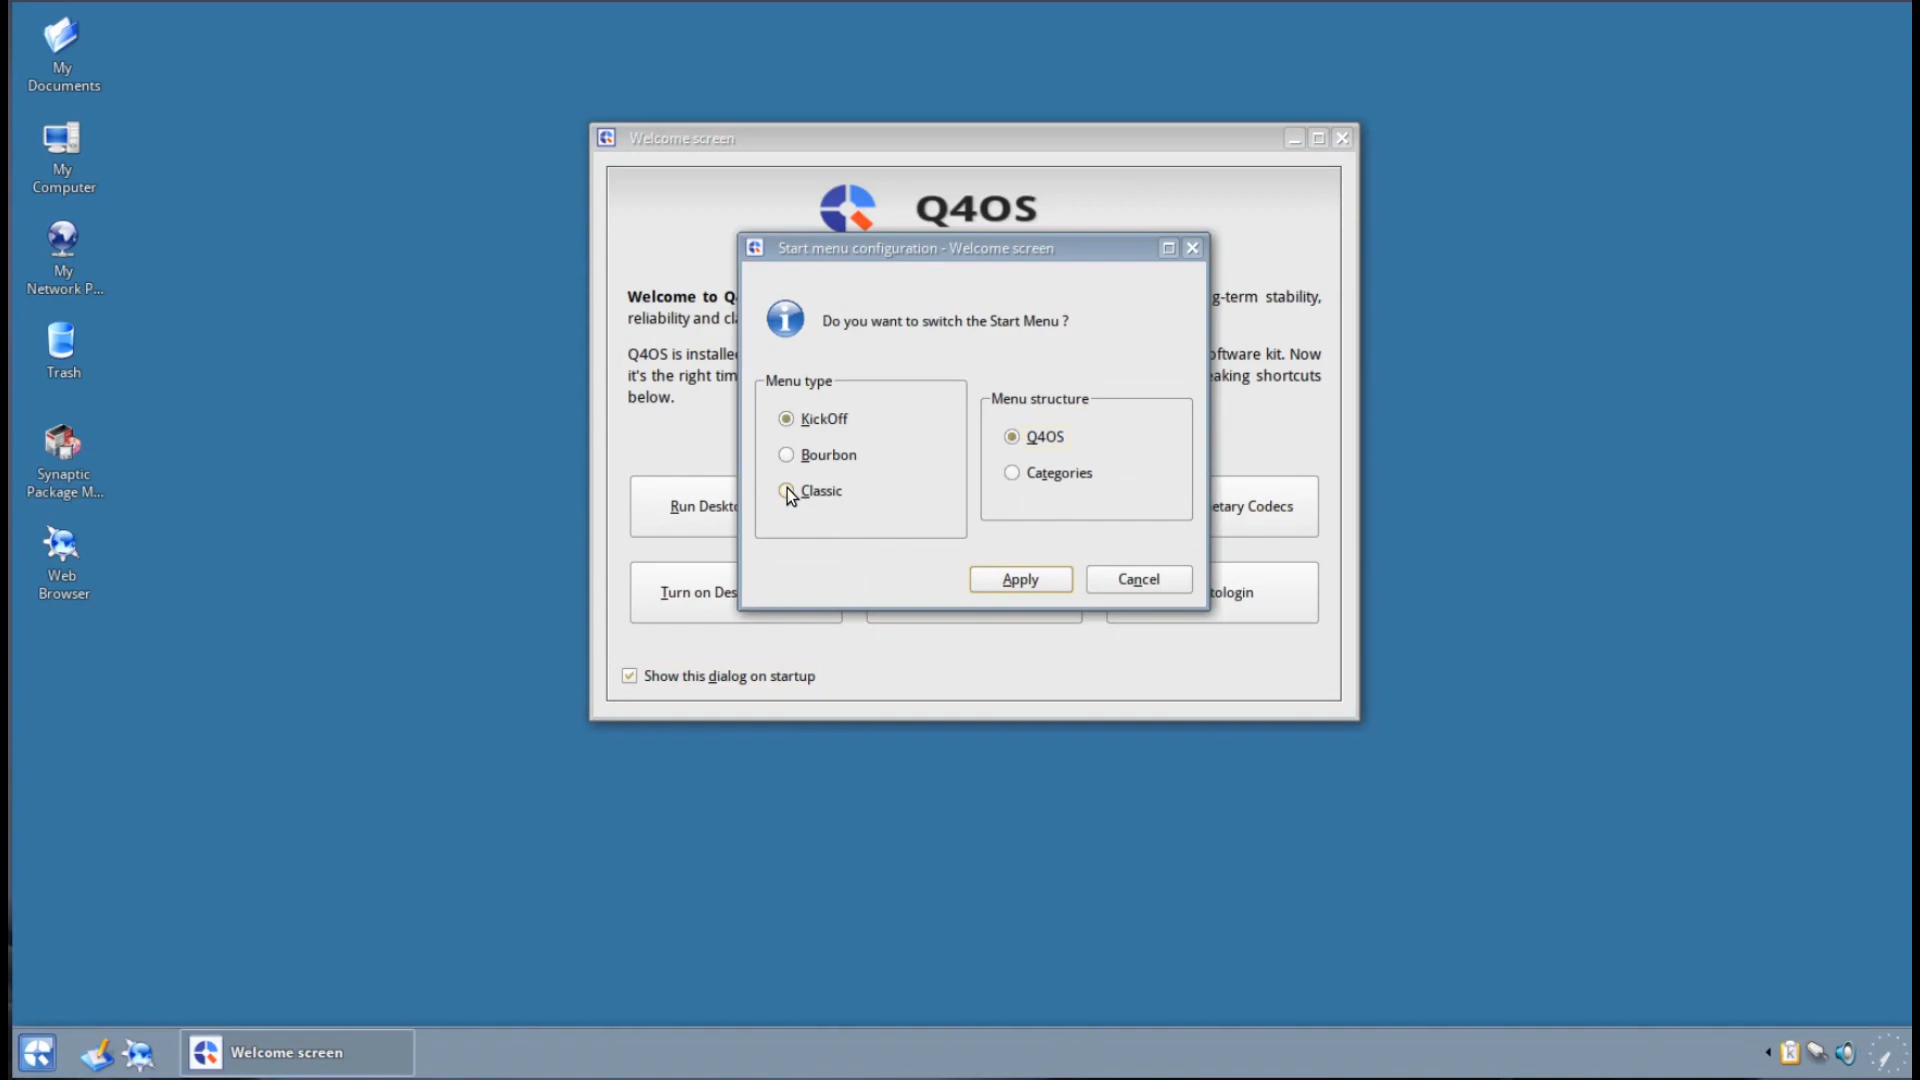 My
Documents
My
Computer
My
Network P...
Trash
Synaptic
Package M...
Web
Browser
Welcome screen
Q4OS
Welcome to Q
g-term stability,
reliability and cl
Q4OS is installe
oftware kit. Now
it's the right tim
eaking shortcuts
below.
Run Deskto
etary Codecs
Turn on Des
tologin
Show this dialog on startup
Start menu configuration - Welcome screen
Do you want to switch the Start Menu ?
Menu type
KickOff
Bourbon
Classic
Menu structure
Q4OS
Categories
Apply
Cancel
Welcome screen